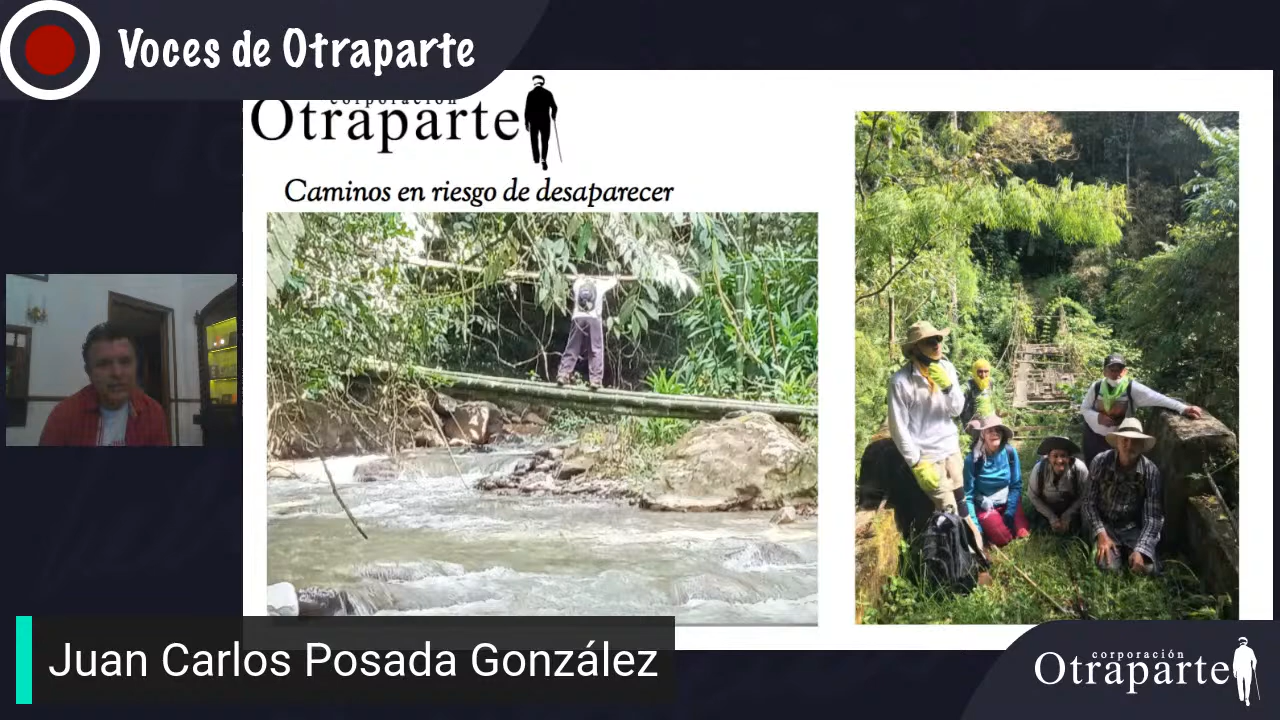 Voces de Otraparte
corporación
Otraparte
Caminos en riesgo de desaparecer
Juan Carlos Posada González
corporación
Otraparte